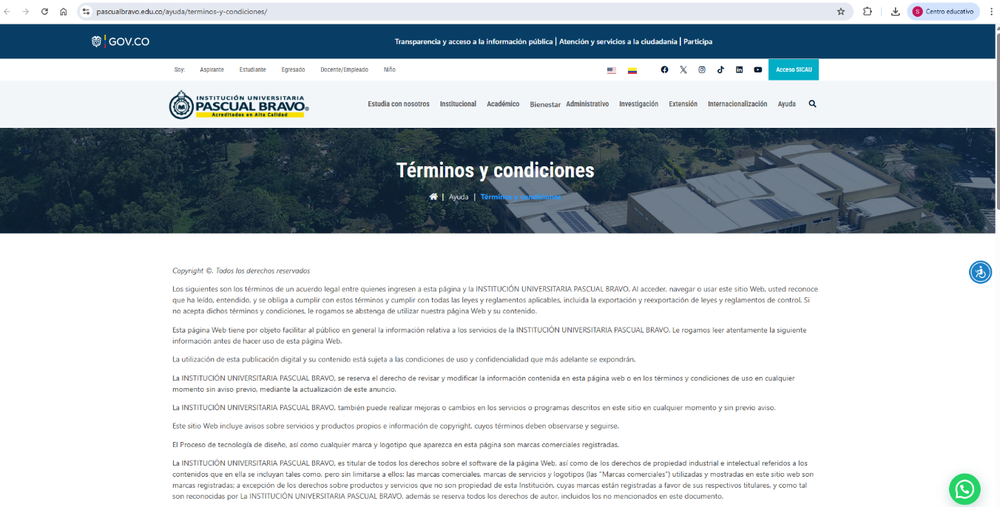 pascualbravo.edu.co/ayuda/terminos-y-condiciones/
S Centro educativo
GOV.CO
Transparencia y acceso a la información pública | Atención y servicios a la ciudadanía | Participa
Soy: Aspirante Estudiante Egresado Docente/Empleado Niño
Acceso SICAU
INSTITUCIÓN UNIVERSITARIA
PASCUAL BRAVO®
Acreditados en Alta Calidad
Estudia con nosotros Institucional Académico Bienestar Administrativo Investigación Extensión Internacionalización Ayuda
Términos y condiciones
| Ayuda | Términos y condiciones
Copyright ©. Todos los derechos reservados
Los siguientes son los términos de un acuerdo legal entre quienes ingresen a esta página y la INSTITUCIÓN UNIVERSITARIA PASCUAL BRAVO. Al acceder, navegar o usar este sitio Web, usted reconoce
que ha leído, entendido, y se obliga a cumplir con estos términos y cumplir con todas las leyes y reglamentos aplicables, incluida la exportación y reexportación de leyes y reglamentos de control. Si
no acepta dichos términos y condiciones, le rogamos se abstenga de utilizar nuestra página Web y su contenido.
Esta página Web tiene por objeto facilitar al público en general la información relativa a los servicios de la INSTITUCIÓN UNIVERSITARIA PASCUAL BRAVO. Le rogamos leer atentamente la siguiente
información antes de hacer uso de esta página Web.
La utilización de esta publicación digital y su contenido está sujeta a las condiciones de uso y confidencialidad que más adelante se expondrán.
La INSTITUCIÓN UNIVERSITARIA PASCUAL BRAVO, se reserva el derecho de revisar y modificar la información contenida en esta página web o en los términos y condiciones de uso en cualquier
momento sin aviso previo, mediante la actualización de este anuncio.
La INSTITUCIÓN UNIVERSITARIA PASCUAL BRAVO, también puede realizar mejoras o cambios en los servicios o programas descritos en este sitio en cualquier momento y sin previo aviso.
Este sitio Web incluye avisos sobre servicios y productos propios e información de copyright, cuyos términos deben observarse y seguirse.
El Proceso de tecnología de diseño, así como cualquier marca y logotipo que aparezca en esta página son marcas comerciales registradas.
La INSTITUCIÓN UNIVERSITARIA PASCUAL BRAVO, es titular de todos los derechos sobre el software de la página Web, así como de los derechos de propiedad industrial e intelectual referidos a los
contenidos que en ella se incluyan tales como, pero sin limitarse a ellos; las marcas comerciales, marcas de servicios y logotipos (las “Marcas comerciales”) utilizadas y mostradas en este sitio web son
marcas registradas; a excepción de los derechos sobre productos y servicios que no son propiedad de esta Institución, cuyas marcas están registradas a favor de sus respectivos titulares, y como tal
son reconocidas por La INSTITUCIÓN UNIVERSITARIA PASCUAL BRAVO, además se reserva todos los derechos de autor, incluidos los no mencionados en este documento.